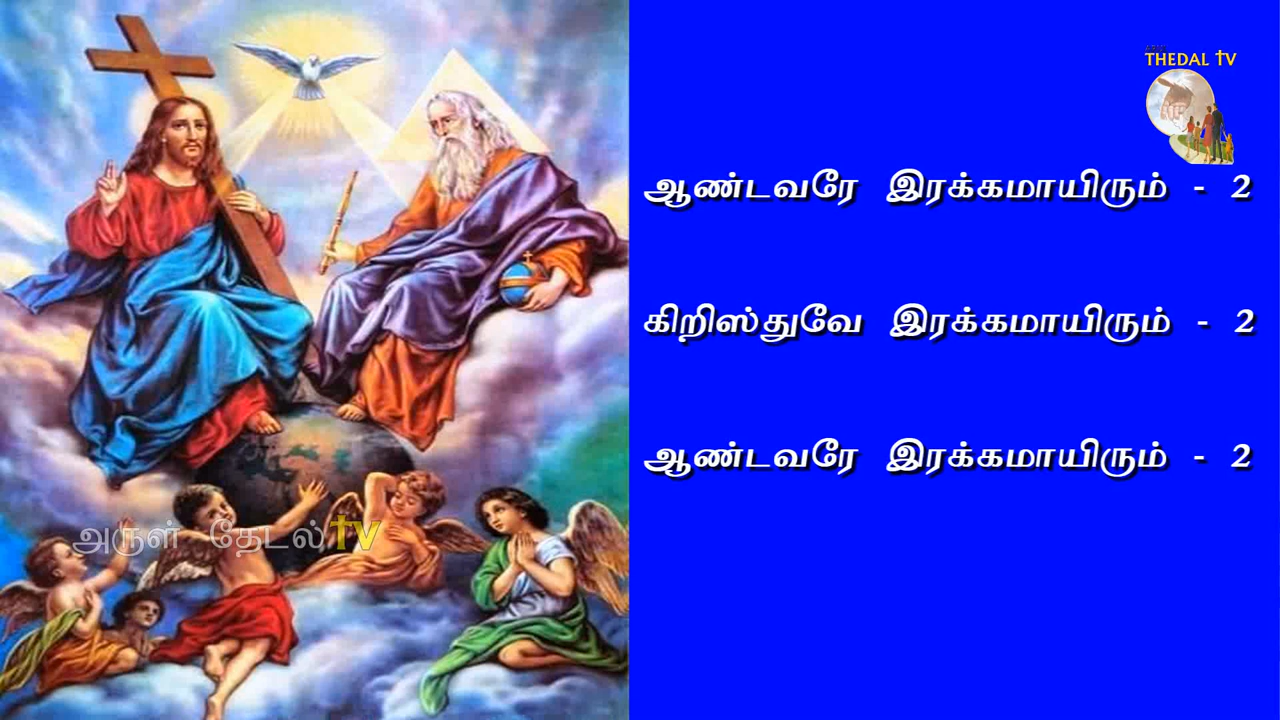 THEDAL TV
ஆண்டவரே இரக்கமாயிரும் - 2
கிறிஸ்துவே இரக்கமாயிரும் - 2
ஆண்டவரே இரக்கமாயிரும் - 2
அருள் தேடல் tv